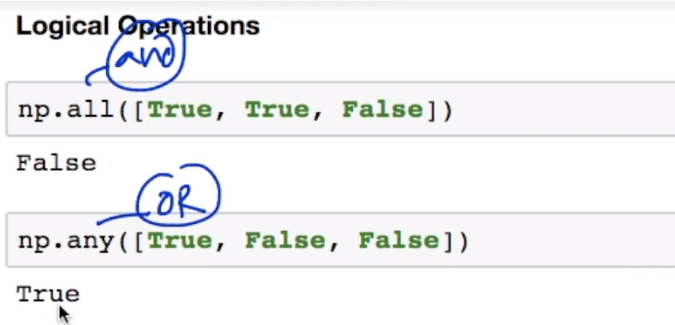 Logical Operations
and
np.all([True, True, False])
False
OR
np.any([True, False, False])
True